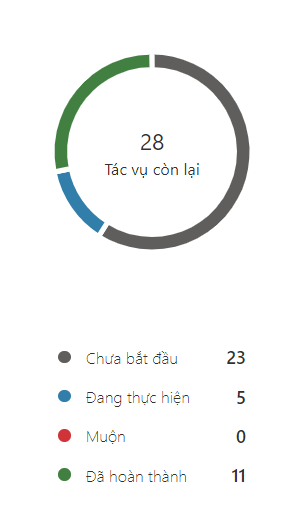 28
Tác vụ còn lại
Chưa bắt đầu 23
Đang thực hiện 5
Muộn 0
Đã hoàn thành 11